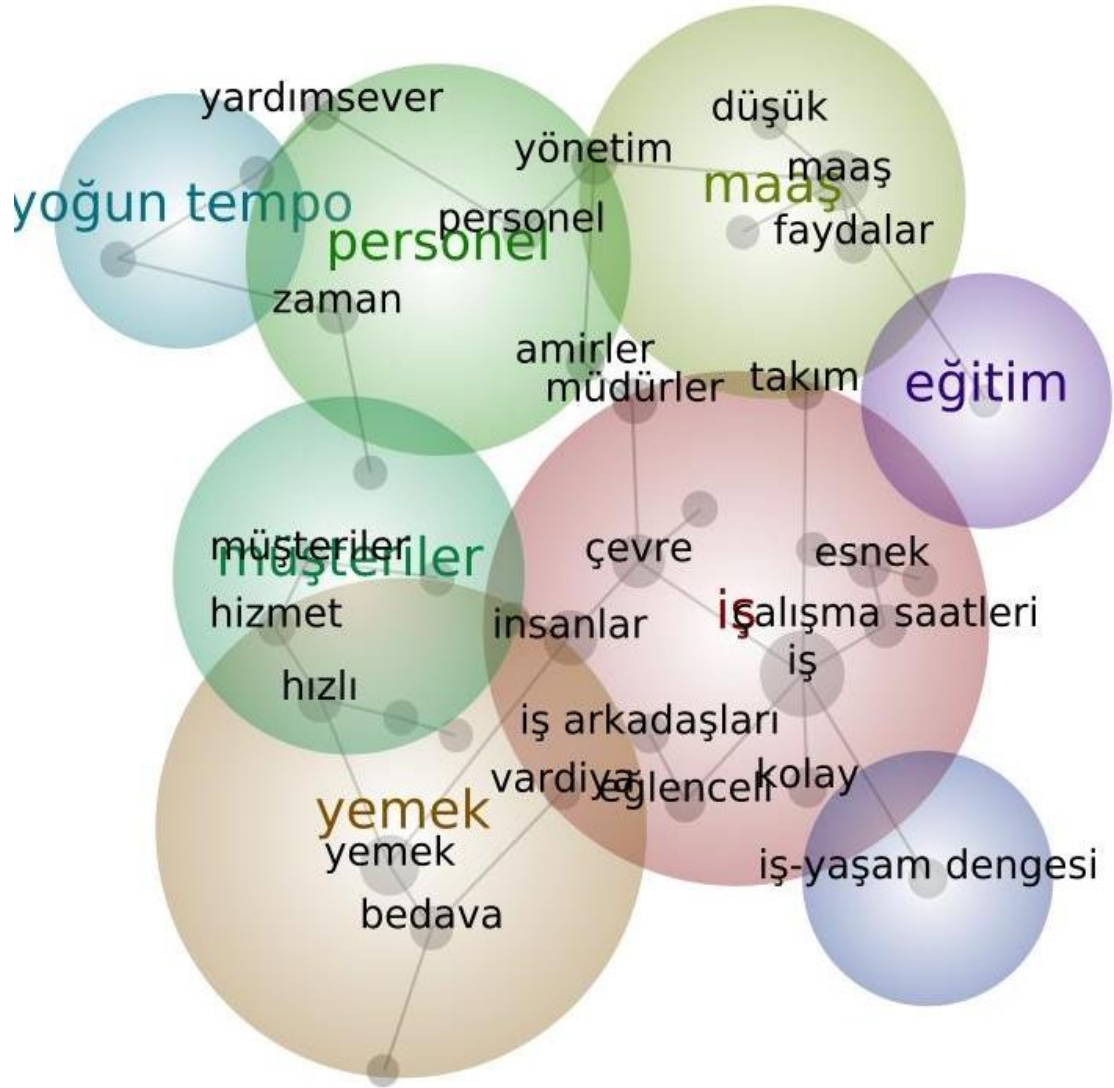 yardımsever
düşük
yönetim
maaş
maaş
yoğun tempo
personel
personel
faydalar
zaman
amirler
müdürler
takım
eğitim
müşteriler
müşteriler
çevre
esnek
hizmet
insanlar
iş
çalışma saatleri
iş
hızlı
iş arkadaşları
vardiya
eğlenceli
kolay
yemek
yemek
iş-yaşam dengesi
bedava